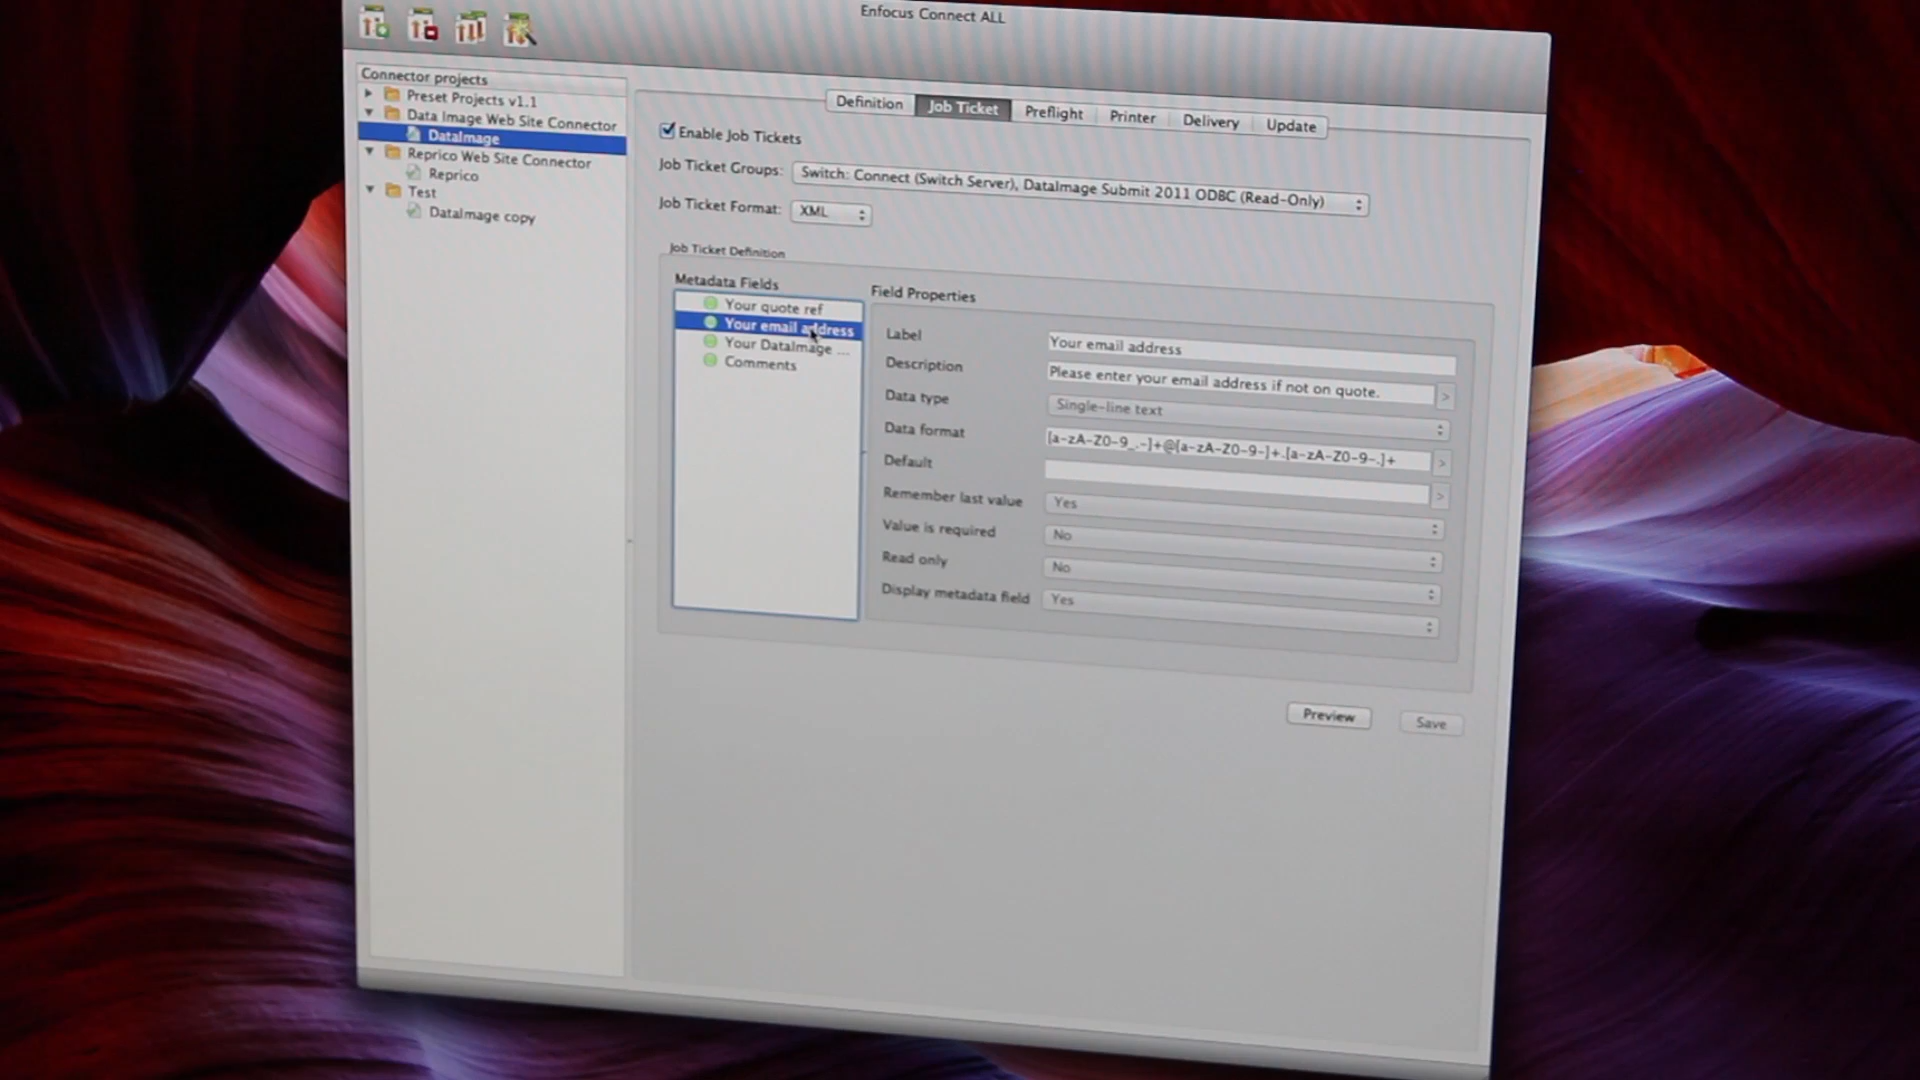 Enfocus Connect ALL
Connector projects
Preset Projects v1.1
Data Image Web Site Connector
DataImage
Reprico Web Site Connector
Reprico
Test
DataImage copy
Definition
Job Ticket
Preflight
Printer
Delivery
Update
Enable Job Tickets
Job Ticket Groups:
Switch: Connect (Switch Server), DataImage Submit 2011 ODBC (Read-Only)
Job Ticket Format:
XML
Job Ticket Definition
Metadata Fields
Your quote ref
Your email address
Your DataImage ...
Comments
Field Properties
Label
Your email address
Description
Please enter your email address if not on quote.
Data type
Single-line text
Data format
[a-zA-Z0-9_.-]+@[a-zA-Z0-9-]+.[a-zA-Z0-9-.]+
Default
Remember last value
Yes
Value is required
No
Read only
No
Display metadata field
Yes
Preview
Save